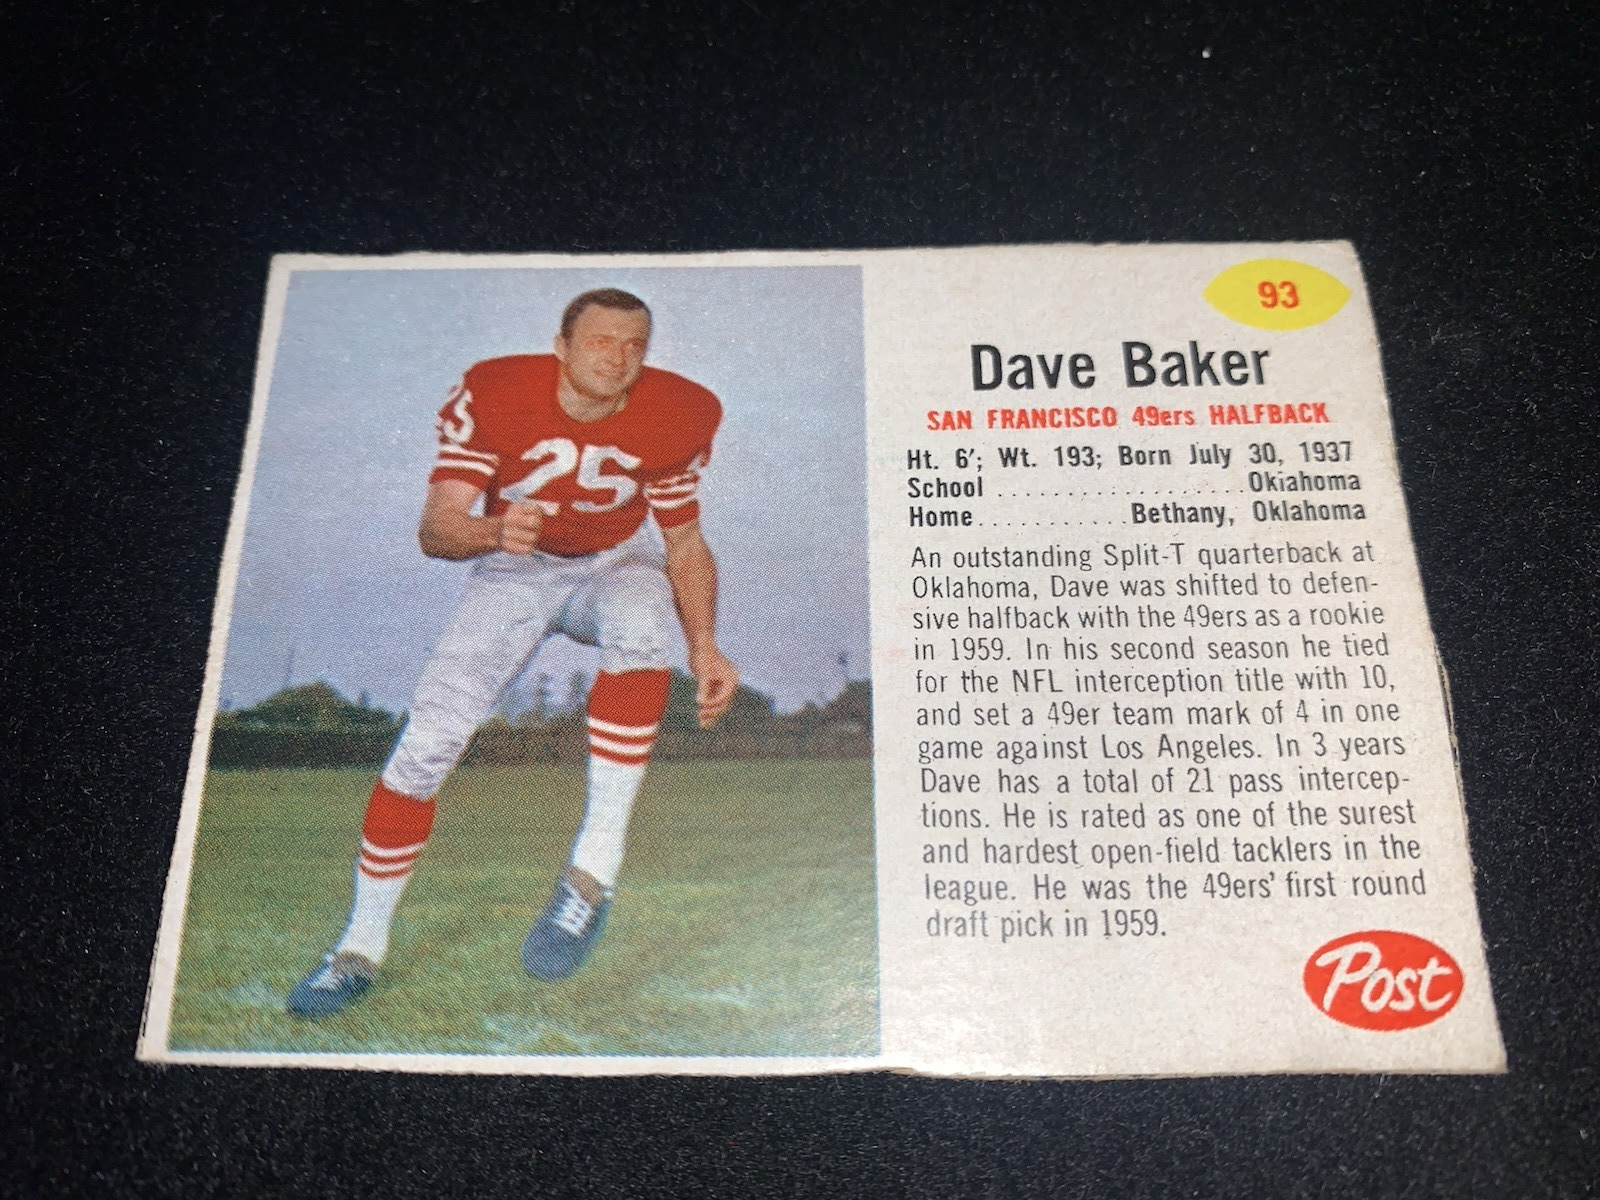 93
Dave Baker
SAN FRANCISCO 49ers HALFBACK
Ht. 6'; Wt. 193; Born July 30, 1937
School ................... Okiahoma
Home ........... Bethany, Oklahoma
An outstanding Split-T quarterback at
Oklahoma, Dave was shifted to defen-
sive halfback with the 49ers as a rookie
in 1959. In his second season he tied
for the NFL interception title with 10,
and set a 49er team mark of 4 in one
game against Los Angeles. In 3 years
Dave has a total of 21 pass intercep-
tions. He is rated as one of the surest
and hardest open-field tacklers in the
league. He was the 49ers' first round
draft pick in 1959.
Post
25
25